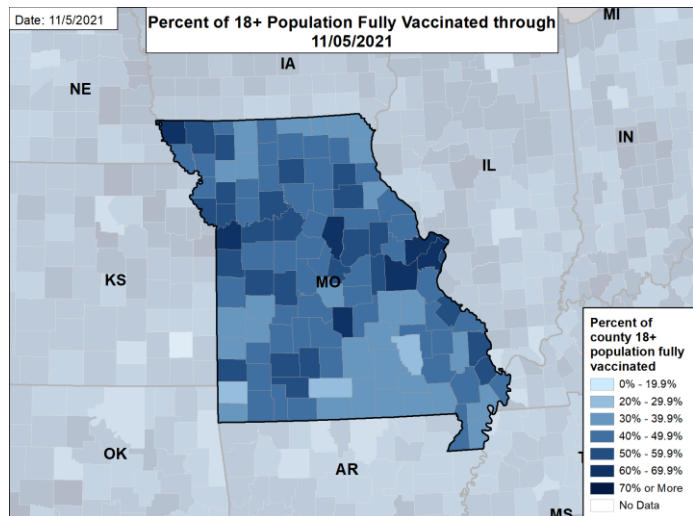 Date: 11/5/2021
Percent of 18+ Population Fully Vaccinated through
11/05/2021
MI
IA
NE
IN
IL
KS
MO
OK
AR
MS
Percent of
county 18+
population fully
vaccinated
0% - 19.9%
20% - 29.9%
30% - 39.9%
40% - 49.9%
50% - 59.9%
60% - 69.9%
70% or More
No Data